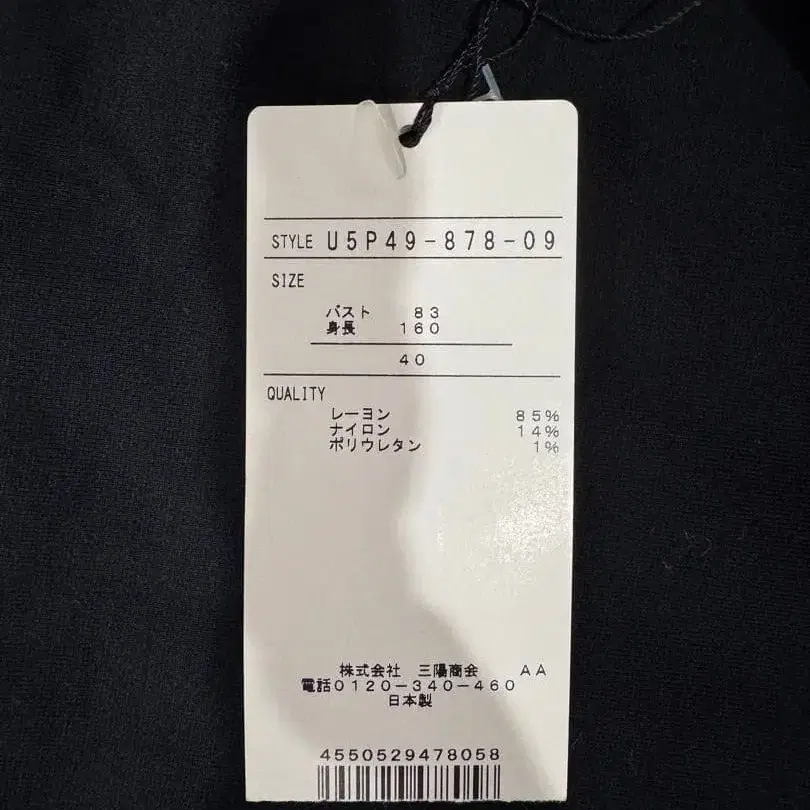 STYLE U5P49-878-09
SIZE
バスト 83
身長 160
40
QUALITY
レーヨン 85%
ナイロン 14%
ポリウレタン 1%
株式会社 三陽商会 AA
電話0120-340-460
日本製
4550529478058